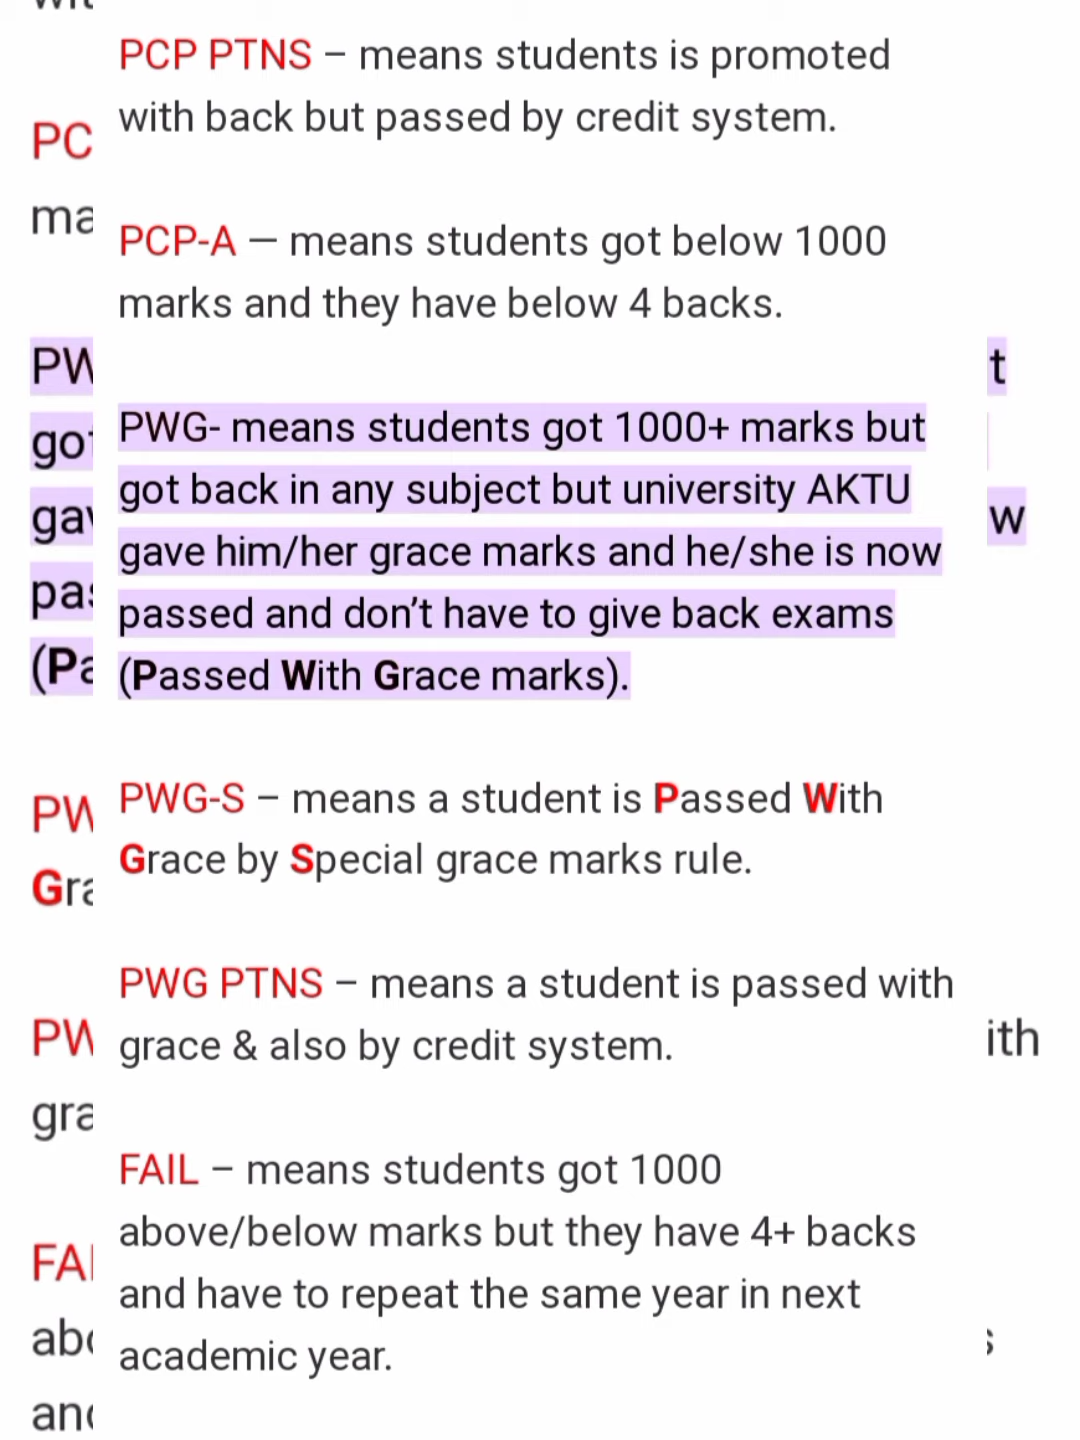 PCP PTNS – means students is promoted
with back but passed by credit system.
PCP-A – means students got below 1000
marks and they have below 4 backs.
PWG- means students got 1000+ marks but
got back in any subject but university AKTU
gave him/her grace marks and he/she is now
passed and don't have to give back exams
(Passed With Grace marks).
PWG-S – means a student is Passed With
Grace by Special grace marks rule.
PWG PTNS – means a student is passed with
grace & also by credit system.
FAIL – means students got 1000
above/below marks but they have 4+ backs
and have to repeat the same year in next
academic year.